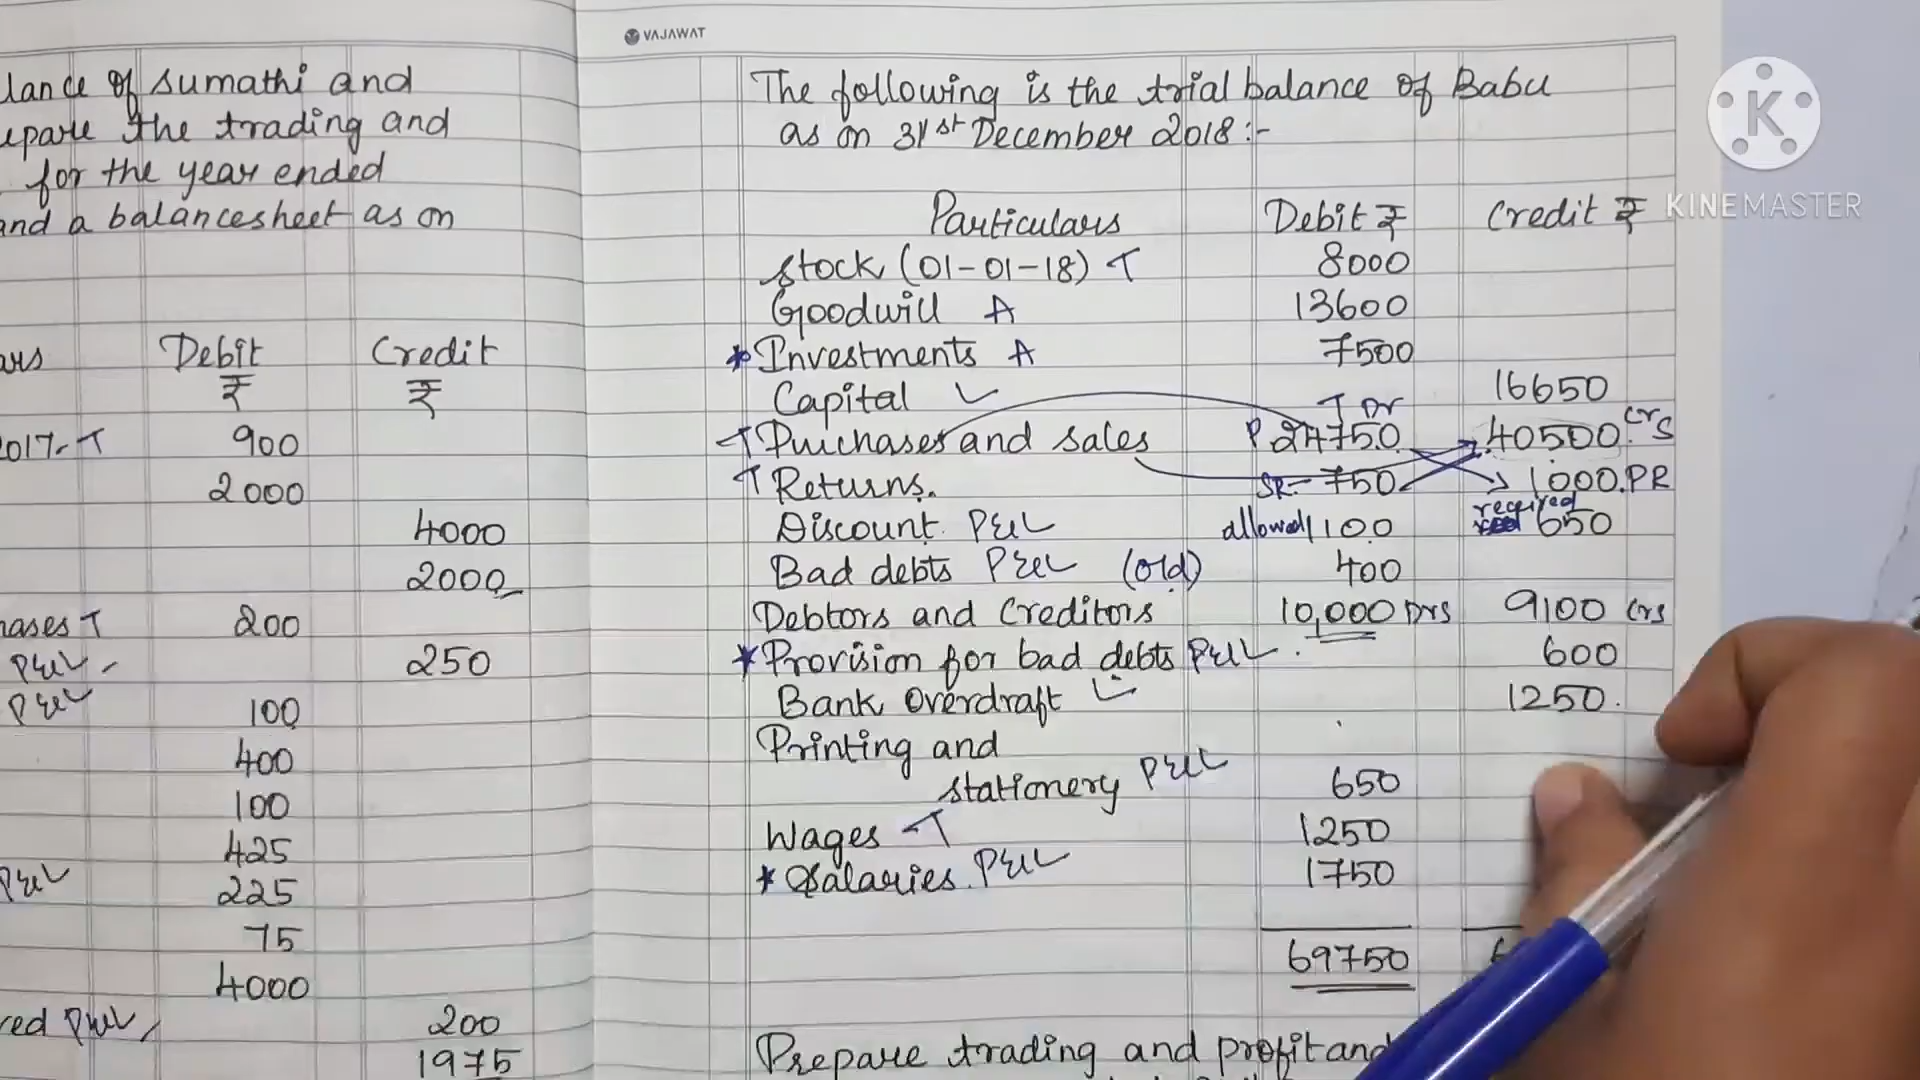 lance of Sumathi and
epare the trading and
for the year ended
and a balancesheet as on
Debit
₹
Credit
₹
2017 - T
900
2000
4000
2000
hases T
200
P&L -
250
P&L
100
400
100
425
P&L
225
75
4000
red P&L
200
1975
VAJAWAT
The following is the trial balance of Babu
as on 31st December 2018:-
Particulars Debit ₹ Credit ₹
Stock (01-01-18) T 8000
Goodwill A 13600
* Investments A 7500
Capital L 16650
T Dr
T Purchases and sales P. 24750 40500 Crs
T Returns. SR- 750 1000.PR
Discount P&L allowed 100 received 650
Bad debts P&L (old) 400
Debtors and Creditors 10,000 Drs 9100 Crs
* Provision for bad debts P&L . 600
Bank Overdraft L 1250.
Printing and
Stationery P&L 650
Wages T 1250
* Salaries. P&L 1750
69750 6
Prepare trading and profit and
K
KINEMASTER